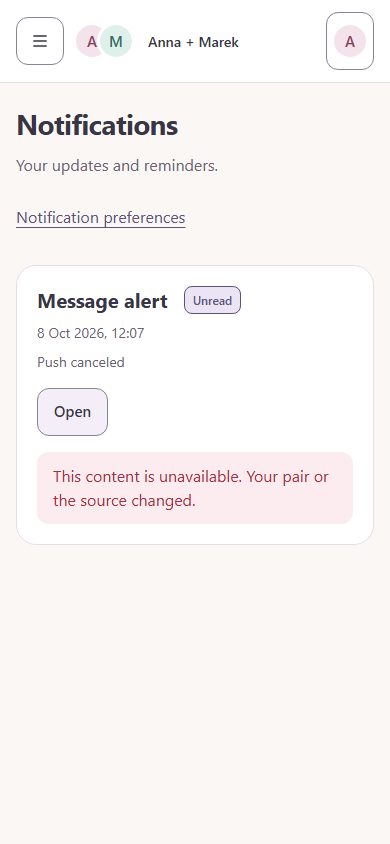 A M Anna + Marek A
Notifications
Your updates and reminders.
Notification preferences
Message alert Unread
8 Oct 2026, 12:07
Push canceled
Open
This content is unavailable. Your pair or
the source changed.